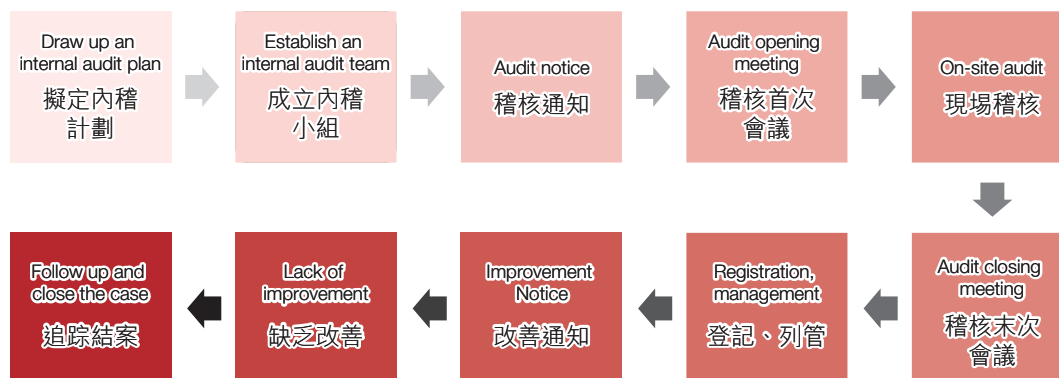 Draw up an
internal audit plan
擬定內稽
計劃
Establish an
internal audit team
成立內稽
小組
Audit notice
稽核通知
Audit opening
meeting
稽核首次
會議
On-site audit
現場稽核
Audit closing
meeting
稽核末次
會議
Registration,
management
登記、列管
Improvement
Notice
改善通知
Lack of
improvement
缺乏改善
Follow up and
close the case
追踪結案